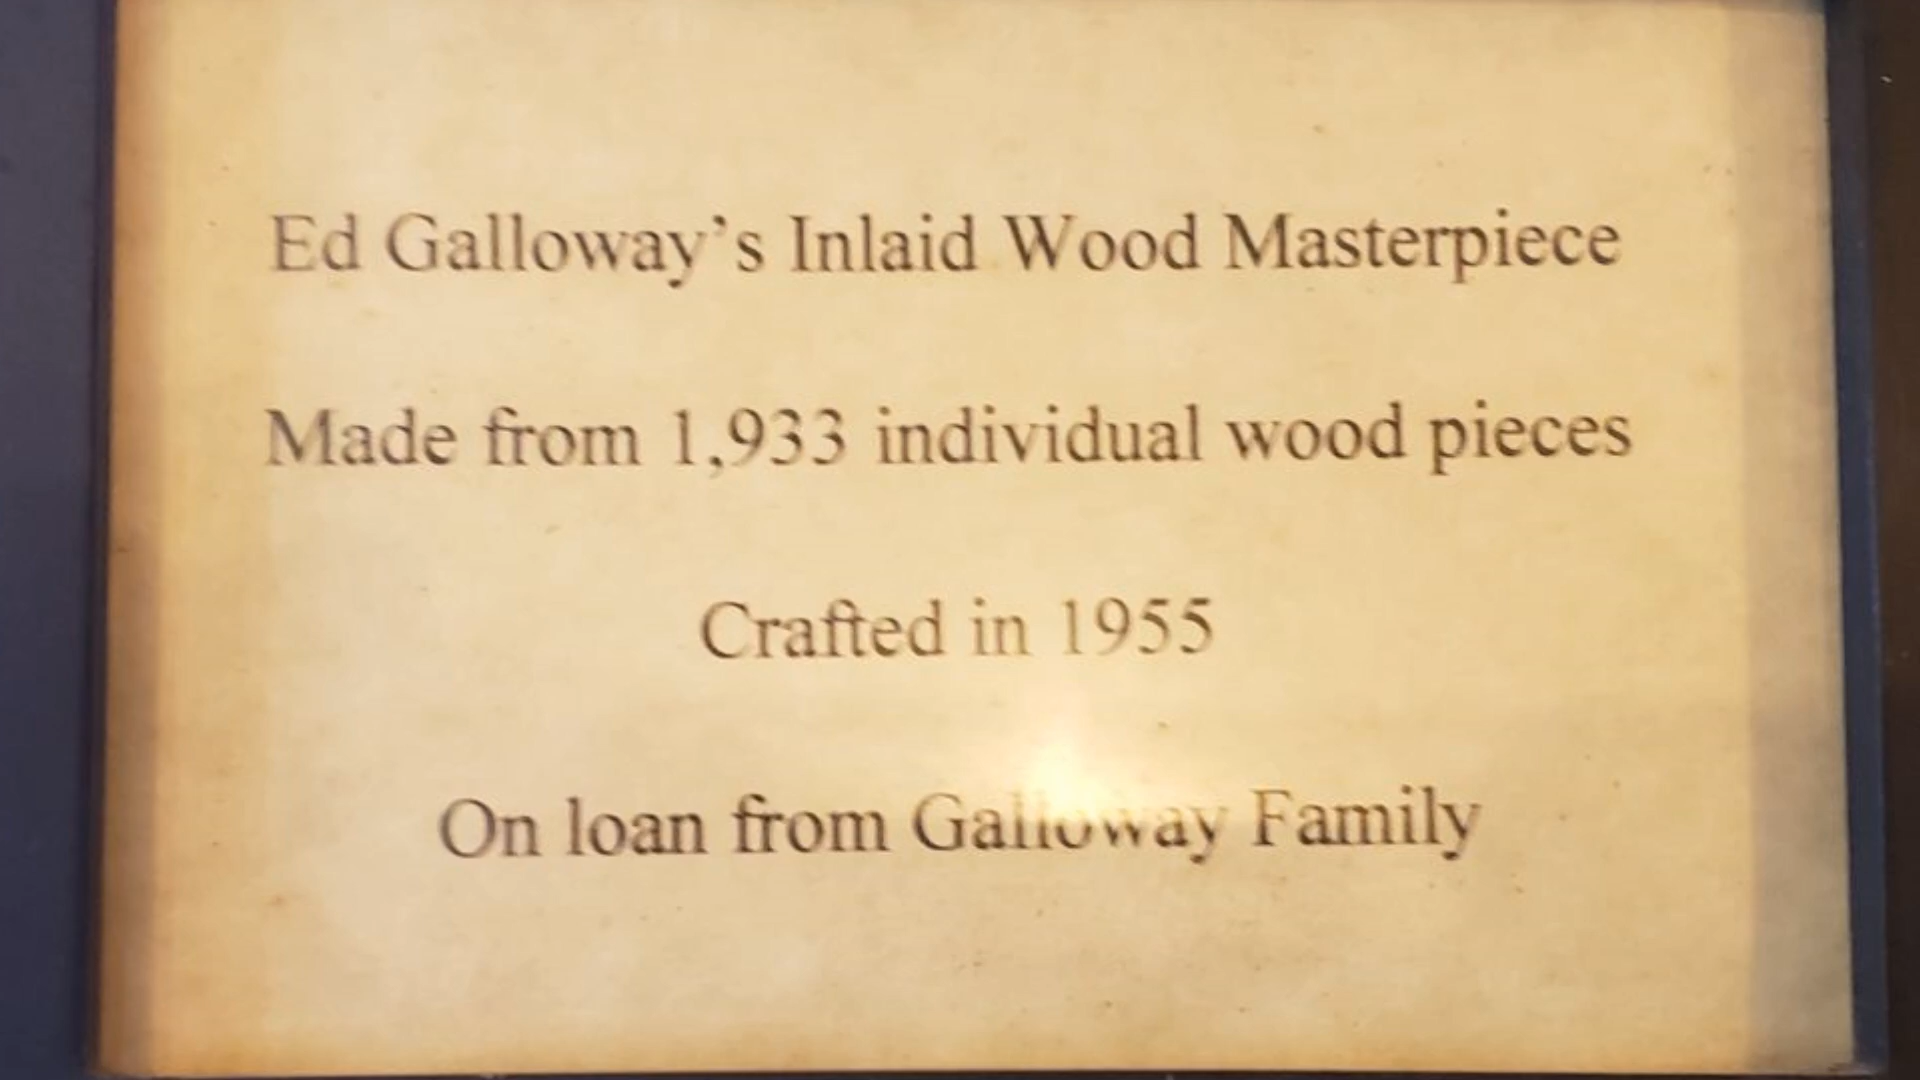 Ed Galloway’s Inlaid Wood Masterpiece
Made from 1,933 individual wood pieces
Crafted in 1955
On loan from Galloway Family